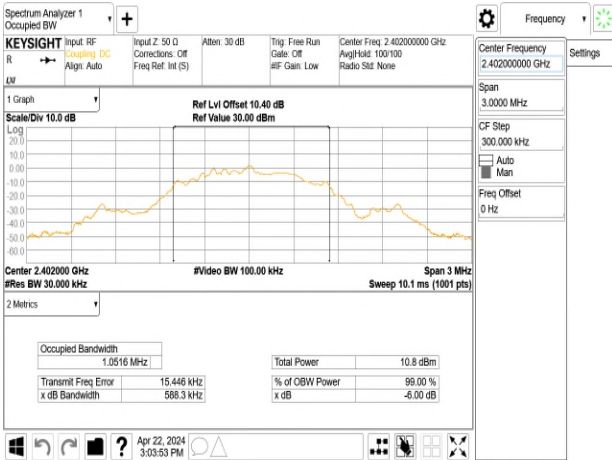 Spectrum Analyzer 1
Occupied BW
Frequency
KEYSIGHT
R
Input: RF
Coupling: DC
Align: Auto
Input Z: 50 Ω
Corrections: Off
Freq Ref: Int (S)
Atten: 30 dB
Trig: Free Run
Gate: Off
#IF Gain: Low
Center Freq: 2.402000000 GHz
Avg|Hold: 100/100
Radio Std: None
Center Frequency
2.402000000 GHz
Settings
Span
3.0000 MHz
CF Step
300.000 kHz
Auto
Man
Freq Offset
0 Hz
1 Graph
Scale/Div 10.0 dB
Ref Lvl Offset 10.40 dB
Ref Value 30.00 dBm
Log
20.0
10.0
0.00
-10.0
-20.0
-30.0
-40.0
-50.0
-60.0
Center 2.402000 GHz
#Res BW 30.000 kHz
#Video BW 100.00 kHz
Span 3 MHz
Sweep 10.1 ms (1001 pts)
2 Metrics
Occupied Bandwidth
1.0516 MHz
Total Power 10.8 dBm
Transmit Freq Error 15.446 kHz
% of OBW Power 99.00 %
x dB Bandwidth 588.3 kHz
x dB -6.00 dB
Apr 22, 2024
3:03:53 PM